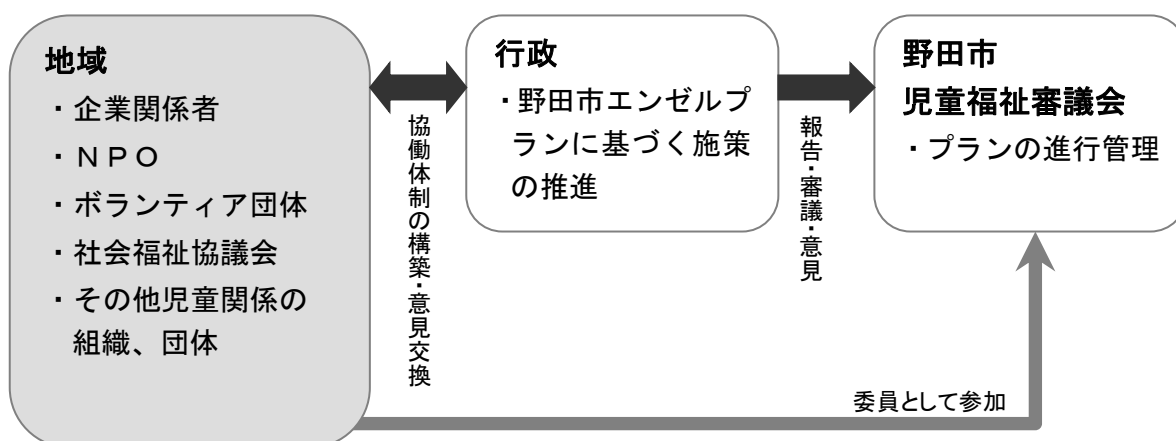 地域
・企業関係者
・ＮＰＯ
・ボランティア団体
・社会福祉協議会
・その他児童関係の
組織、団体
協働体制の構築・意見交換
行政
・野田市エンゼルプ
ランに基づく施策
の推進
報告・審議・意見
野田市
児童福祉審議会
・プランの進行管理
委員として参加